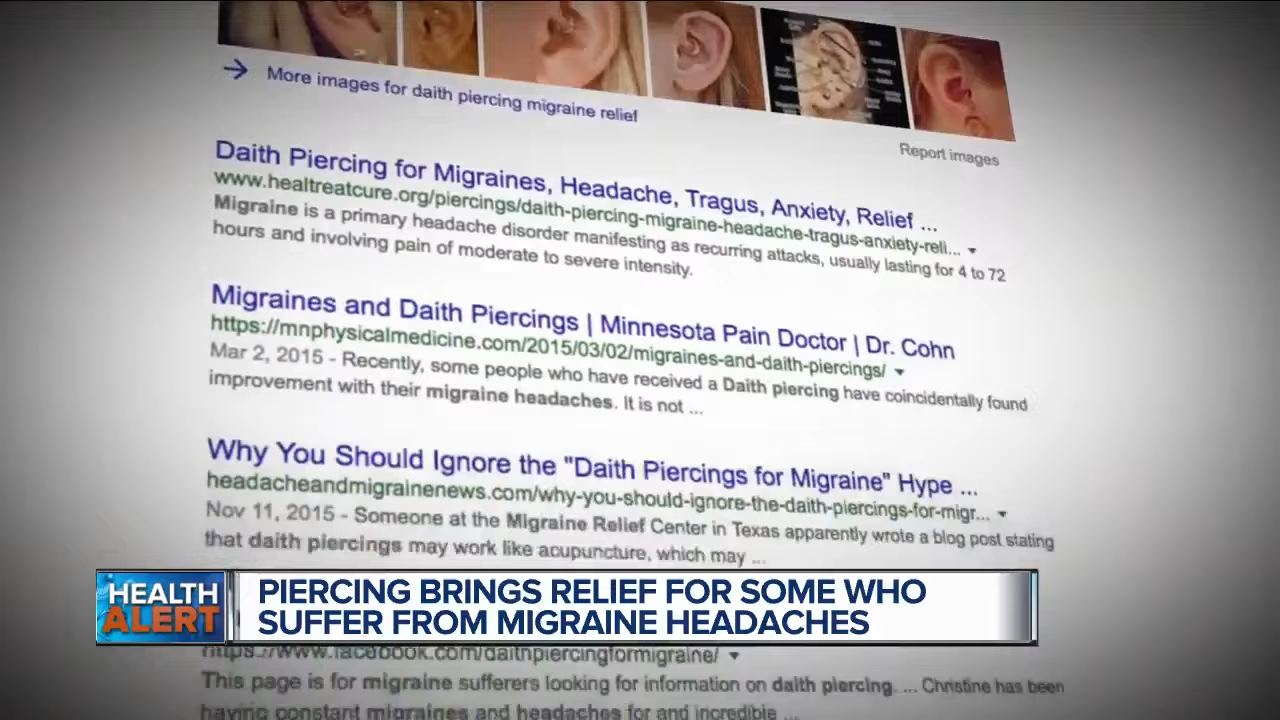 → More images for daith piercing migraine relief
Report images
Daith Piercing for Migraines, Headache, Tragus, Anxiety, Relief ...
www.healtreatcure.org/piercings/daith-piercing-migraine-headache-tragus-anxiety-reli...
Migraine is a primary headache disorder manifesting as recurring attacks, usually lasting for 4 to 72
hours and involving pain of moderate to severe intensity.
Migraines and Daith Piercings | Minnesota Pain Doctor | Dr. Cohn
https://mnphysicalmedicine.com/2015/03/02/migraines-and-daith-piercings/
Mar 2, 2015 - Recently, some people who have received a Daith piercing have coincidentally found
improvement with their migraine headaches. It is not ...
Why You Should Ignore the "Daith Piercings for Migraine" Hype ...
headacheandmigrainenews.com/why-you-should-ignore-the-daith-piercings-for-migr...
Nov 11, 2015 - Someone at the Migraine Relief Center in Texas apparently wrote a blog post stating
that daith piercings may work like acupuncture, which may ...
HEALTH
ALERT
PIERCING BRINGS RELIEF FOR SOME WHO
SUFFER FROM MIGRAINE HEADACHES
https://www.facebook.com/daithpiercingformigraine/
This page is for migraine sufferers looking for information on daith piercing. ... Christine has been
having constant migraines and headaches for and incredible ...